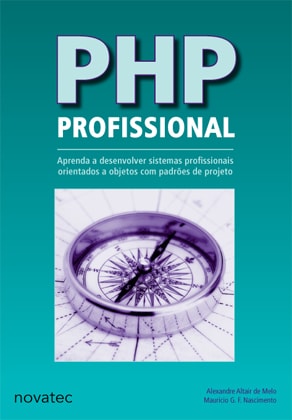 PHP
PROFISSIONAL
Aprenda a desenvolver sistemas profissionais
orientados a objetos com padrões de projeto
novatec
Alexandre Altair de Melo
Mauricio G. F. Nascimento